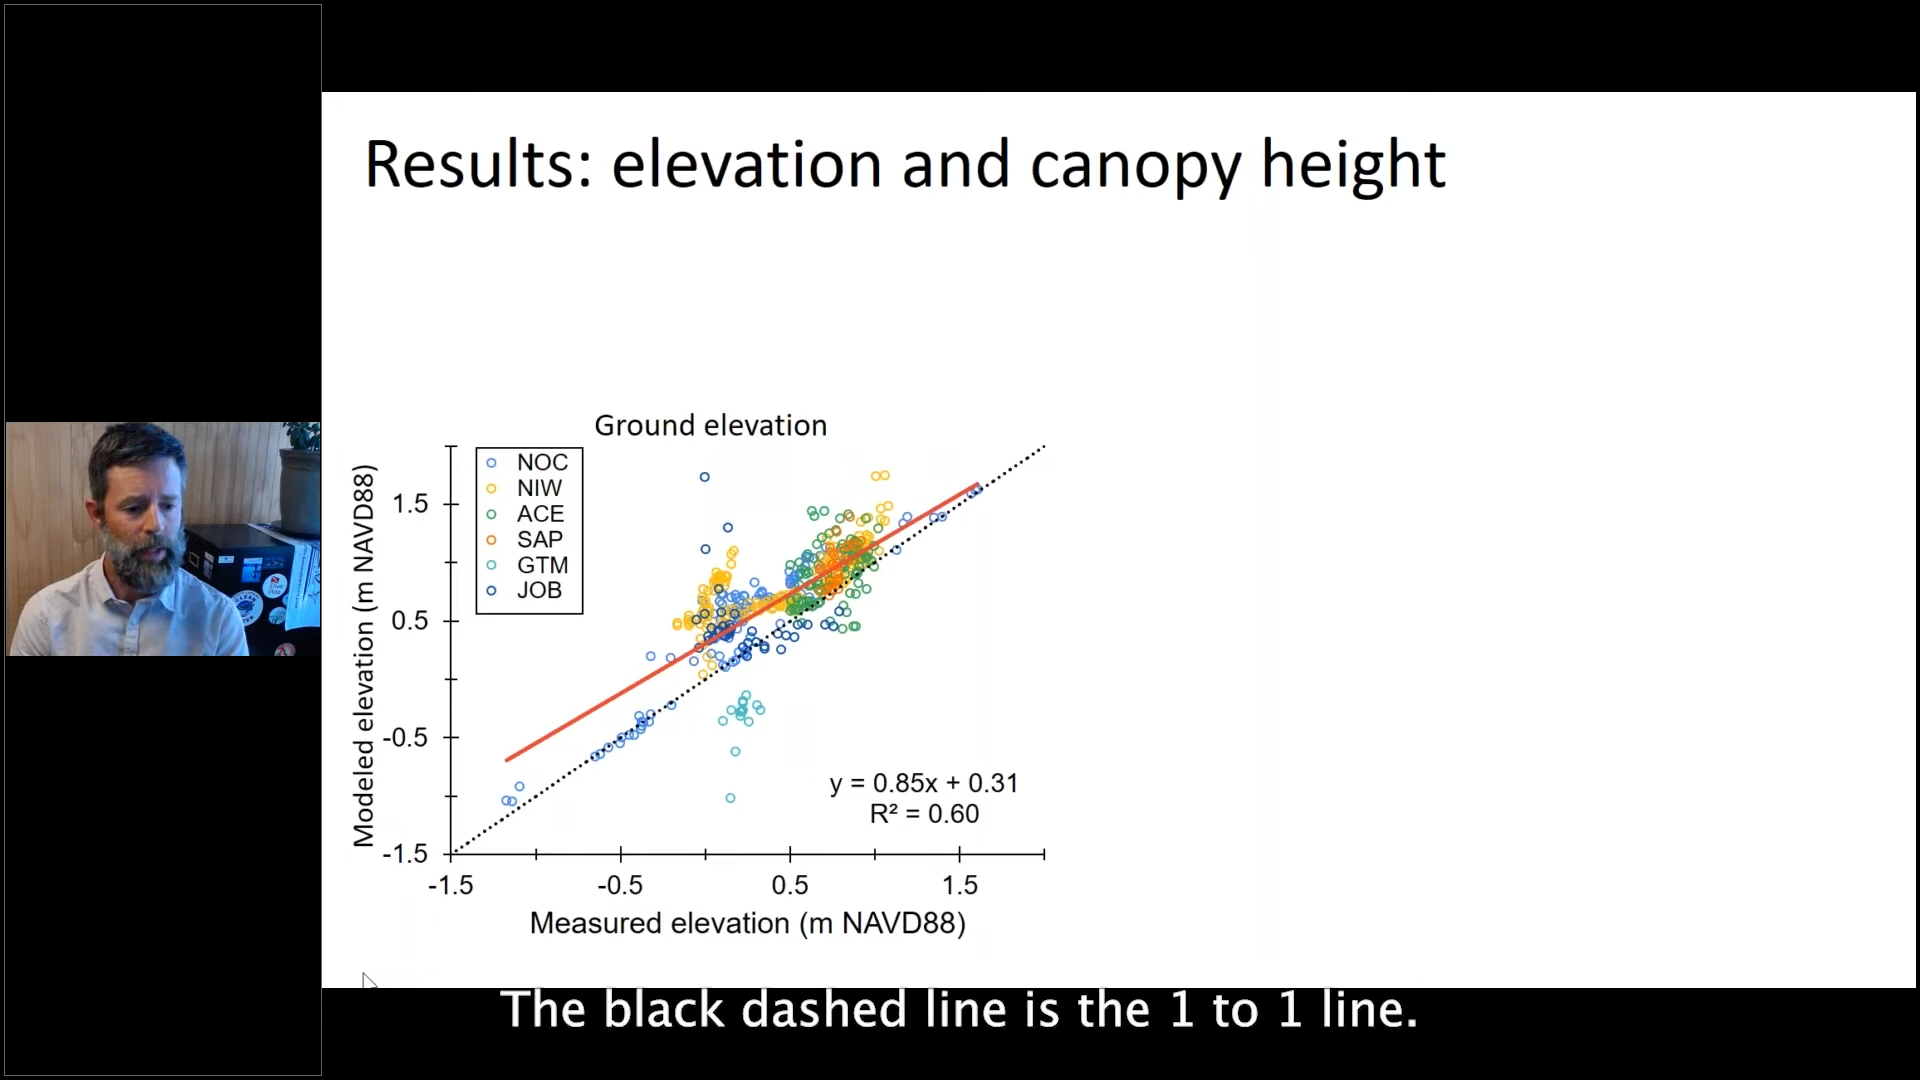 Results: elevation and canopy height
Ground elevation
NOC
NIW
ACE
SAP
GTM
JOB
Modeled elevation (m NAVD88)
1.5
0.5
-0.5
-1.5
y = 0.85x + 0.31
R² = 0.60
-1.5 -0.5 0.5 1.5
Measured elevation (m NAVD88)
The black dashed line is the 1 to 1 line.